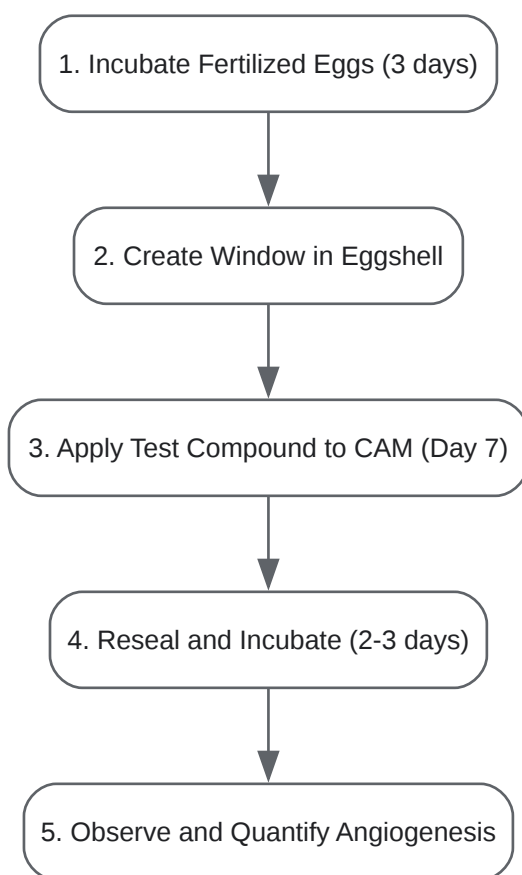 1. Incubate Fertilized Eggs (3 days)
2. Create Window in Eggshell
3. Apply Test Compound to CAM (Day 7)
4. Reseal and Incubate (2-3 days)
5. Observe and Quantify Angiogenesis